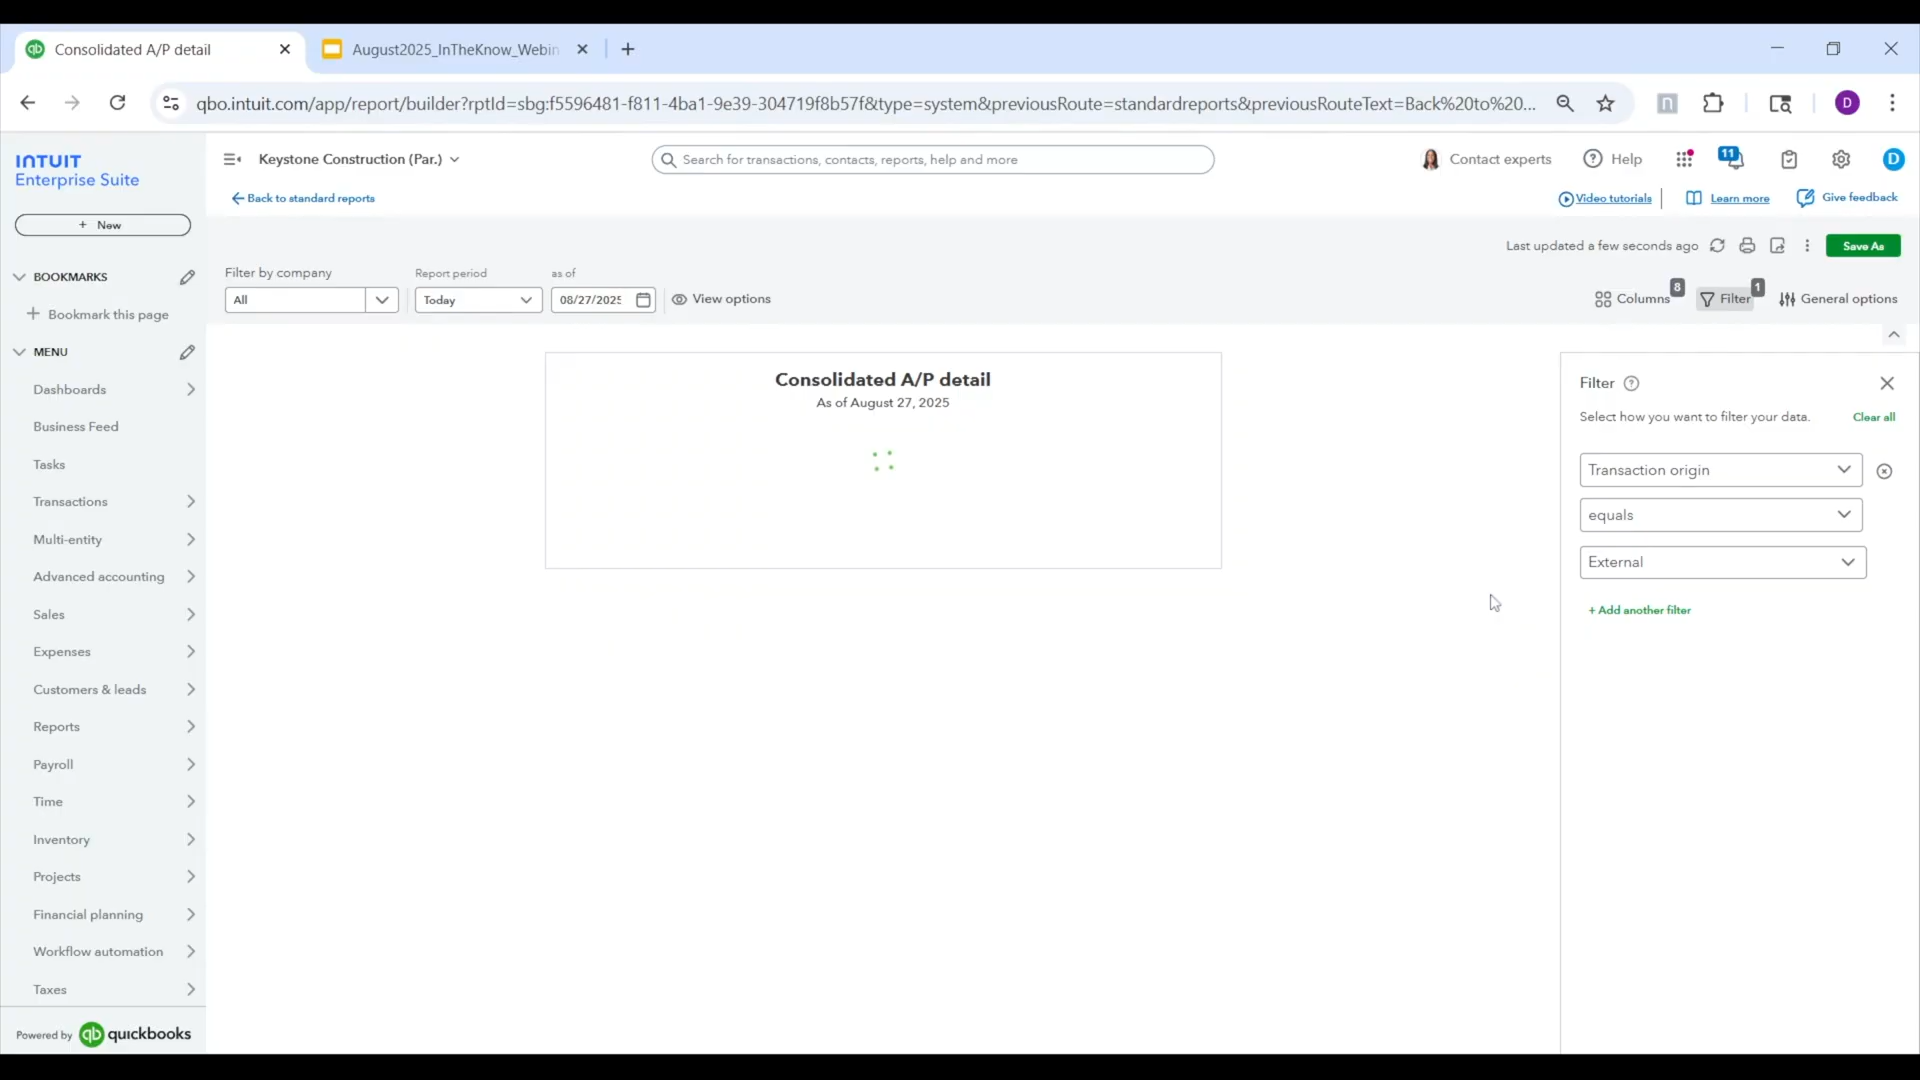 Consolidated A/P detail
August2025_InTheKnow_Webin
qbo.intuit.com/app/report/builder?rptId=sbg:f5596481-f811-4ba1-9e39-304719f8b57f&type=system&previousRoute=standardreports&previousRouteText=Back%20to%20...
D
INTUIT
Enterprise Suite
Keystone Construction (Par.)
Search for transactions, contacts, reports, help and more
Contact experts
Help
11
D
Back to standard reports
Video tutorials
Learn more
Give feedback
+ New
Last updated a few seconds ago
Save As
BOOKMARKS
Bookmark this page
MENU
Dashboards
Business Feed
Tasks
Transactions
Multi-entity
Advanced accounting
Sales
Expenses
Customers & leads
Reports
Payroll
Time
Inventory
Projects
Financial planning
Workflow automation
Taxes
Powered by qb quickbooks
Filter by company
Report period
as of
All
Today
08/27/2025
View options
Columns
8
Filter
1
General options
Consolidated A/P detail
As of August 27, 2025
Filter
Select how you want to filter your data.
Clear all
Transaction origin
equals
External
+ Add another filter